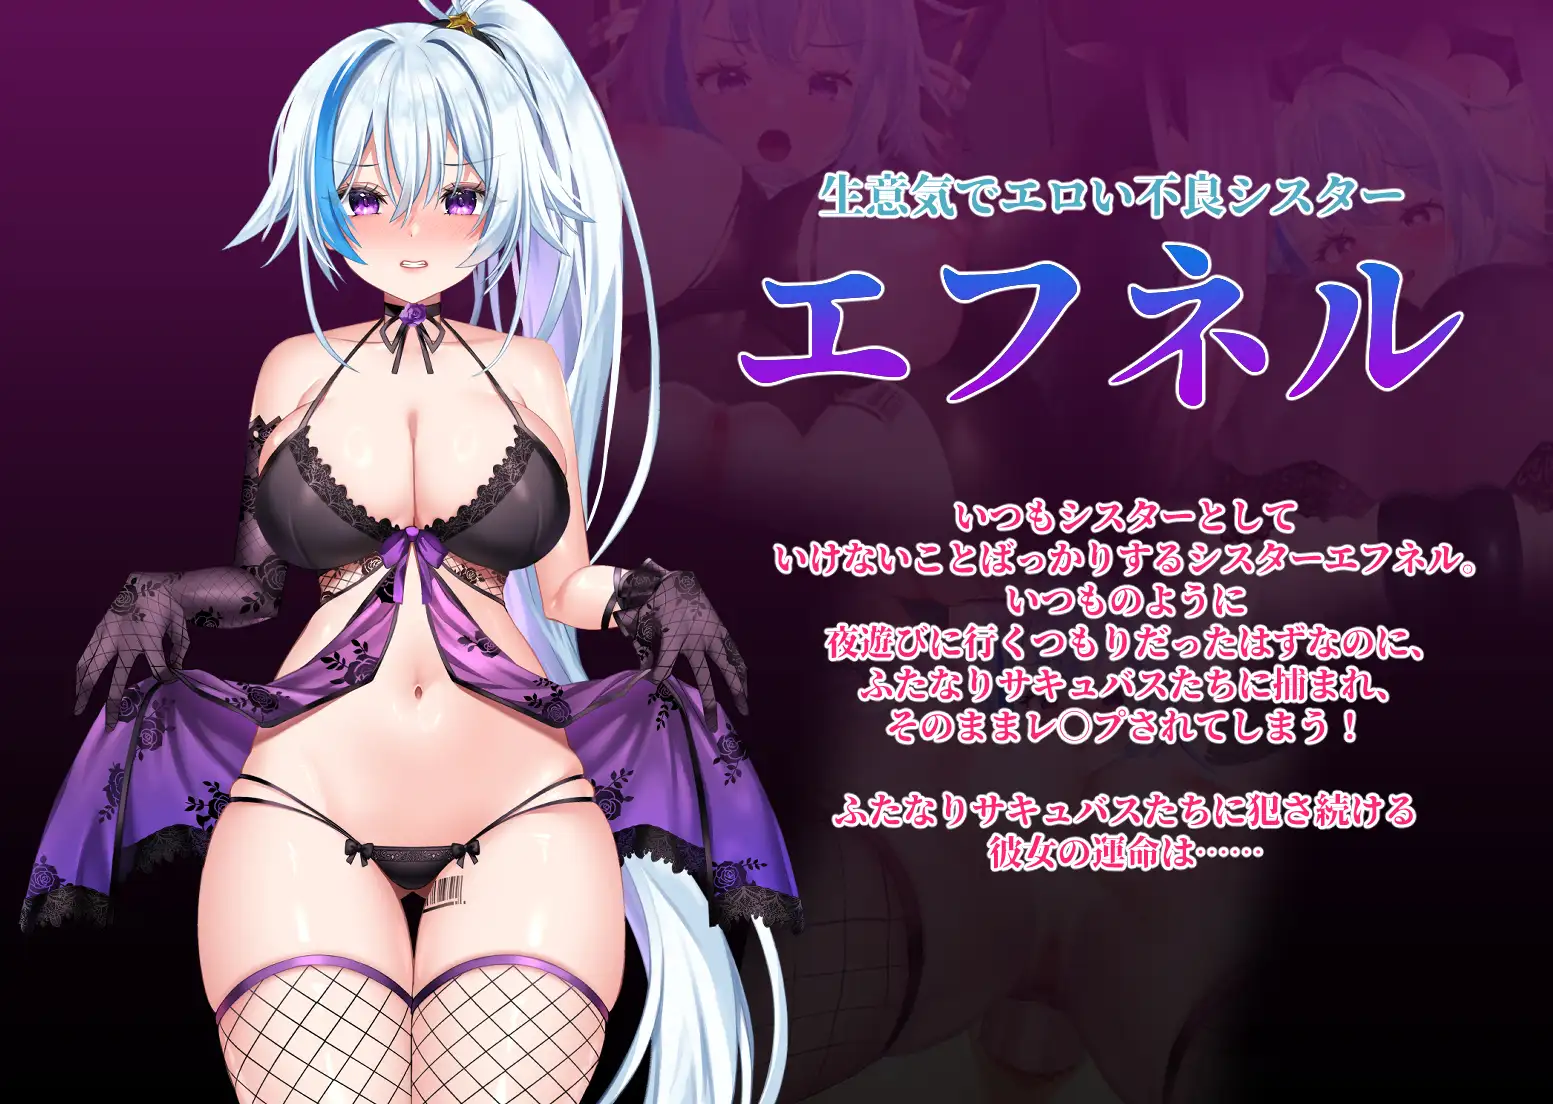 生意気でエロい不良シスター
エフネル
いつもシスターとして
いけないことばっかりするシスターエフネル。
いつものように
夜遊びに行くつもりだったはずなのに、
ふたなりサキュバスたちに捕まれ、
そのままレ〇プされてしまう！
ふたなりサキュバスたちに犯さ続ける
彼女の運命は……